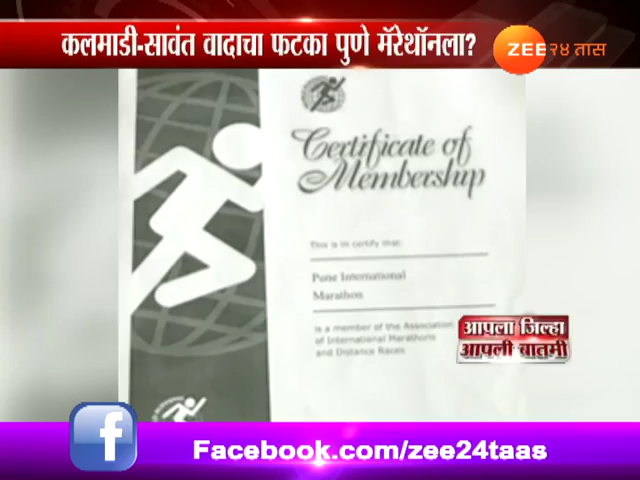 कलमाडी-सावंत वादाचा फटका पुणे मॅरेथॉनला?
ZEE २४ तास
Certificate of
Membership
This is to certify that:
Pune International
Marathon
is a member of the Association
of International Marathons
and Distance Races
आपला जिल्हा
आपली बातमी
f
Facebook.com/zee24taas